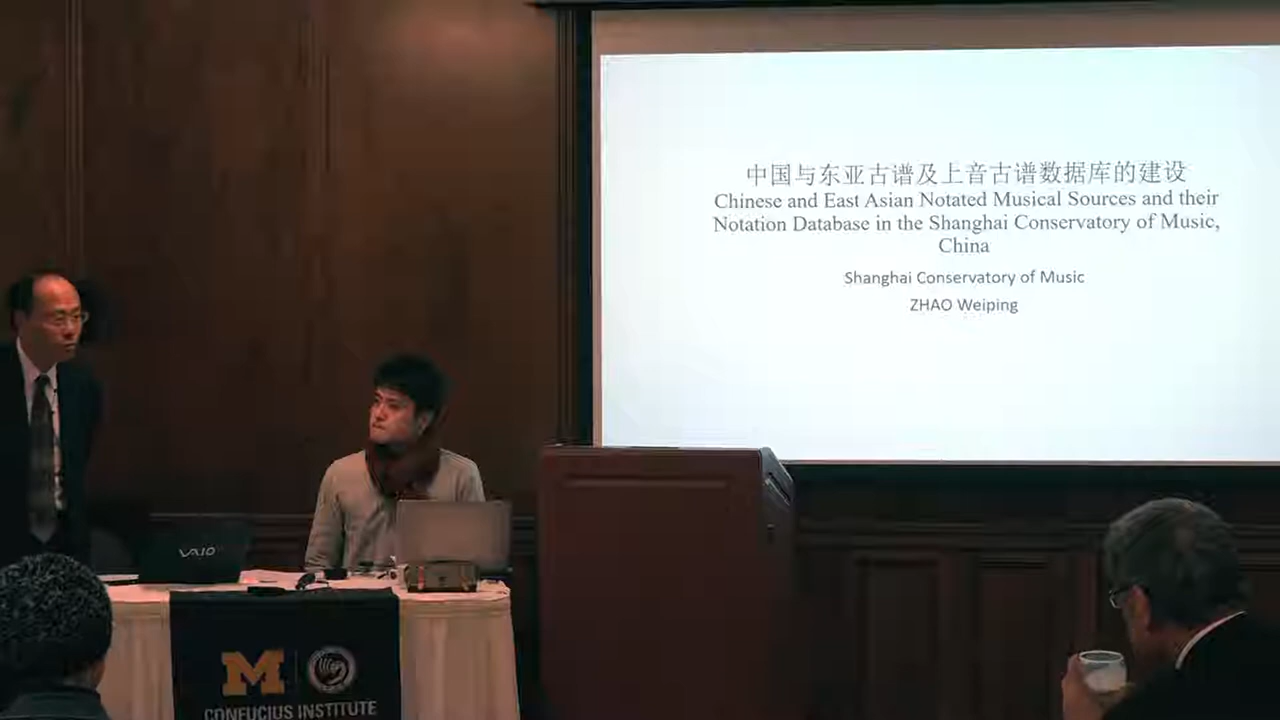 中国与东亚古谱及上音古谱数据库的建设
Chinese and East Asian Notated Musical Sources and their
Notation Database in the Shanghai Conservatory of Music,
China
Shanghai Conservatory of Music
ZHAO Weiping
VAIO
M
CONFUCIUS INSTITUTE